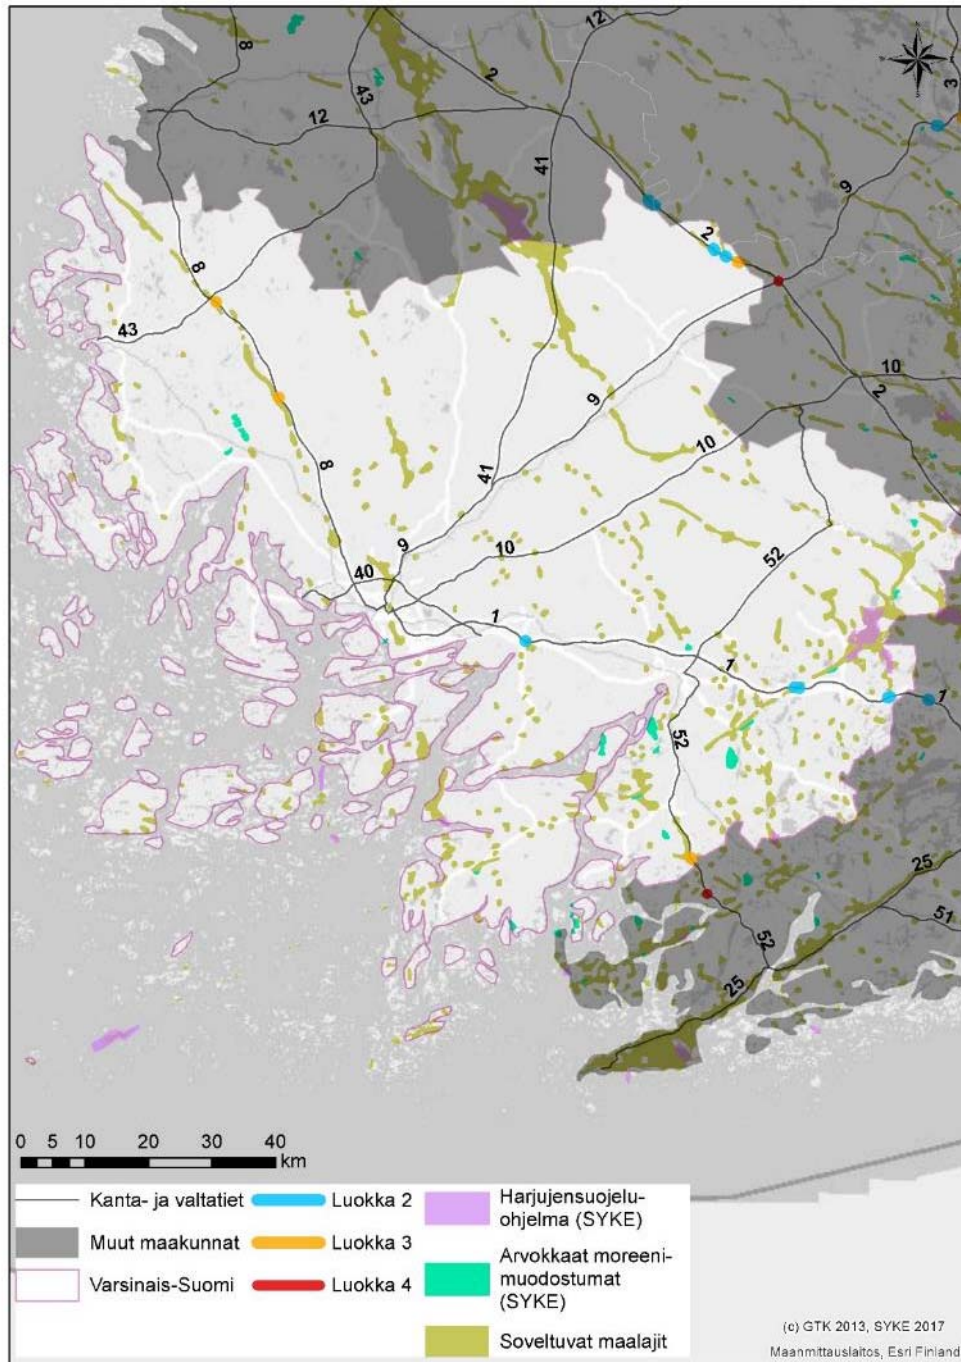 12
8
2
3
43
12
9
41
2
8
43
10
2
9
10
8
41
9
10
52
40
1
1
1
52
25
51
52
25
0 5 10 20 30 40
km
Kanta- ja valtatiet
Muut maakunnat
Varsinais-Suomi
Luokka 2
Luokka 3
Luokka 4
Harjujensuojelu-
ohjelma (SYKE)
Arvokkaat moreeni-
muodostumat
(SYKE)
Soveltuvat maalajit
(c) GTK 2013, SYKE 2017
Maanmittauslaitos, Esri Finland